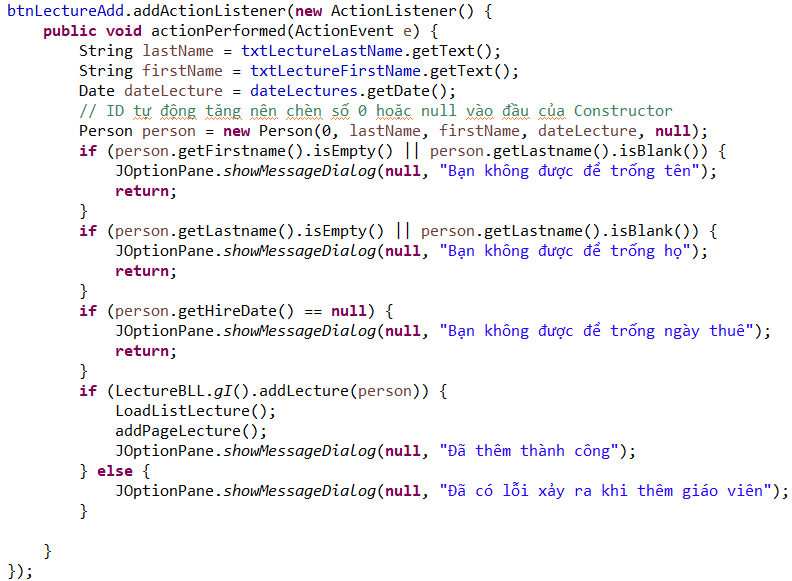 btnLectureAdd.addActionListener(new ActionListener() {
    public void actionPerformed(ActionEvent e) {
        String lastName = txtLectureLastName.getText();
        String firstName = txtLectureFirstName.getText();
        Date dateLecture = dateLectures.getDate();
        // ID tự động tăng nên chèn số 0 hoặc null vào đầu của Constructor
        Person person = new Person(0, lastName, firstName, dateLecture, null);
        if (person.getFirstname().isEmpty() || person.getLastname().isBlank()) {
            JOptionPane.showMessageDialog(null, "Bạn không được để trống tên");
            return;
        }
        if (person.getLastname().isEmpty() || person.getLastname().isBlank()) {
            JOptionPane.showMessageDialog(null, "Bạn không được để trống họ");
            return;
        }
        if (person.getHireDate() == null) {
            JOptionPane.showMessageDialog(null, "Bạn không được để trống ngày thuê");
            return;
        }
        if (LectureBLL.gI().addLecture(person)) {
            LoadListLecture();
            addPageLecture();
            JOptionPane.showMessageDialog(null, "Đã thêm thành công");
        } else {
            JOptionPane.showMessageDialog(null, "Đã có lỗi xảy ra khi thêm giáo viên");
        }
    }
});